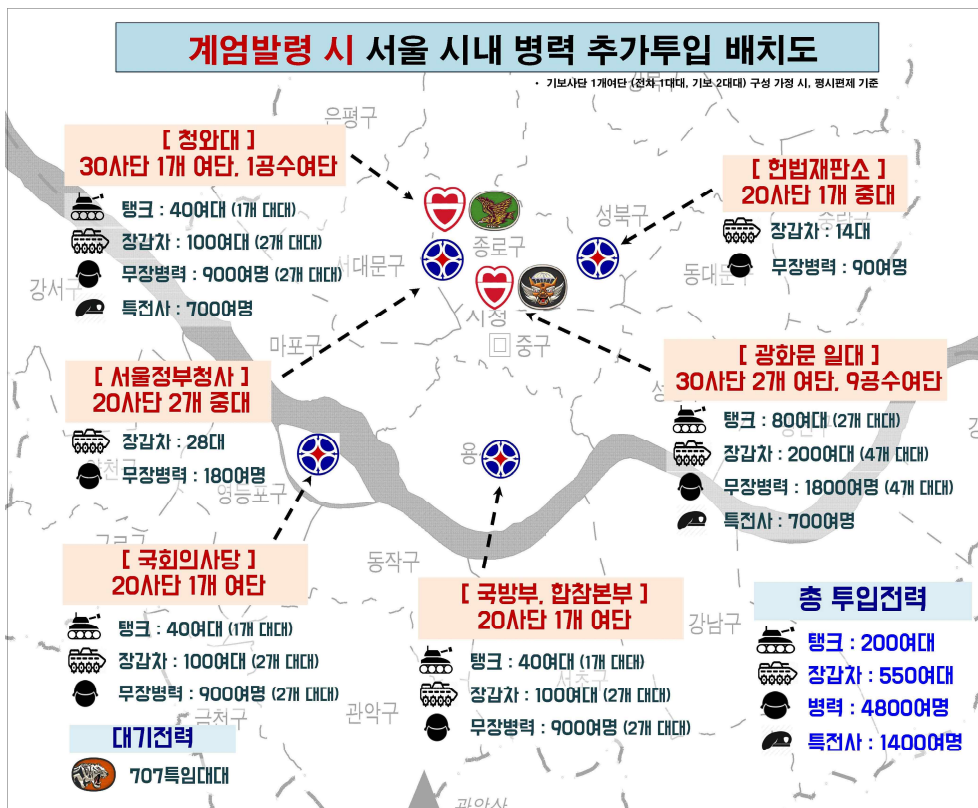 계엄발령 시 서울 시내 병력 추가투입 배치도
· 기보사단 1개여단 (전차 1대대, 기보 2대대) 구성 가정 시, 평시편제 기준
은평구
[ 청와대 ]
30사단 1개 여단, 1공수여단
탱크 : 40여대 (1개 대대)
장갑차 : 100여대 (2개 대대)
무장병력 : 900여명 (2개 대대)
특전사 : 700여명
[ 헌법재판소 ]
20사단 1개 중대
장갑차 : 14대
무장병력 : 90여명
성북구
종로구
서대문구
동대문구
강서구
마포구
시청
중구
[ 서울정부청사 ]
20사단 2개 중대
장갑차 : 28대
무장병력 : 180여명
[ 광화문 일대 ]
30사단 2개 여단, 9공수여단
탱크 : 80여대 (2개 대대)
장갑차 : 200여대 (4개 대대)
무장병력 : 1800여명 (4개 대대)
특전사 : 700여명
영등포구
동작구
강남구
[ 국회의사당 ]
20사단 1개 여단
탱크 : 40여대 (1개 대대)
장갑차 : 100여대 (2개 대대)
무장병력 : 900여명 (2개 대대)
[ 국방부, 합참본부 ]
20사단 1개 여단
탱크 : 40여대 (1개 대대)
장갑차 : 100여대 (2개 대대)
무장병력 : 900여명 (2개 대대)
총 투입전력
탱크 : 200여대
장갑차 : 550여대
병력 : 4800여명
특전사 : 1400여명
서초구
금천구
관악구
대기전력
707특임대대
관악산